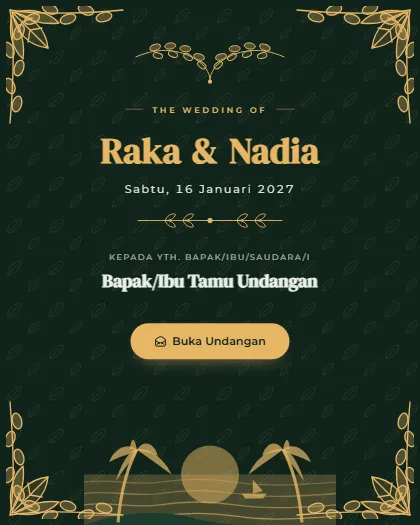 THE WEDDING OF
Raka & Nadia
Sabtu, 16 Januari 2027
KEPADA YTH. BAPAK/IBU/SAUDARA/I
Bapak/Ibu Tamu Undangan
Buka Undangan